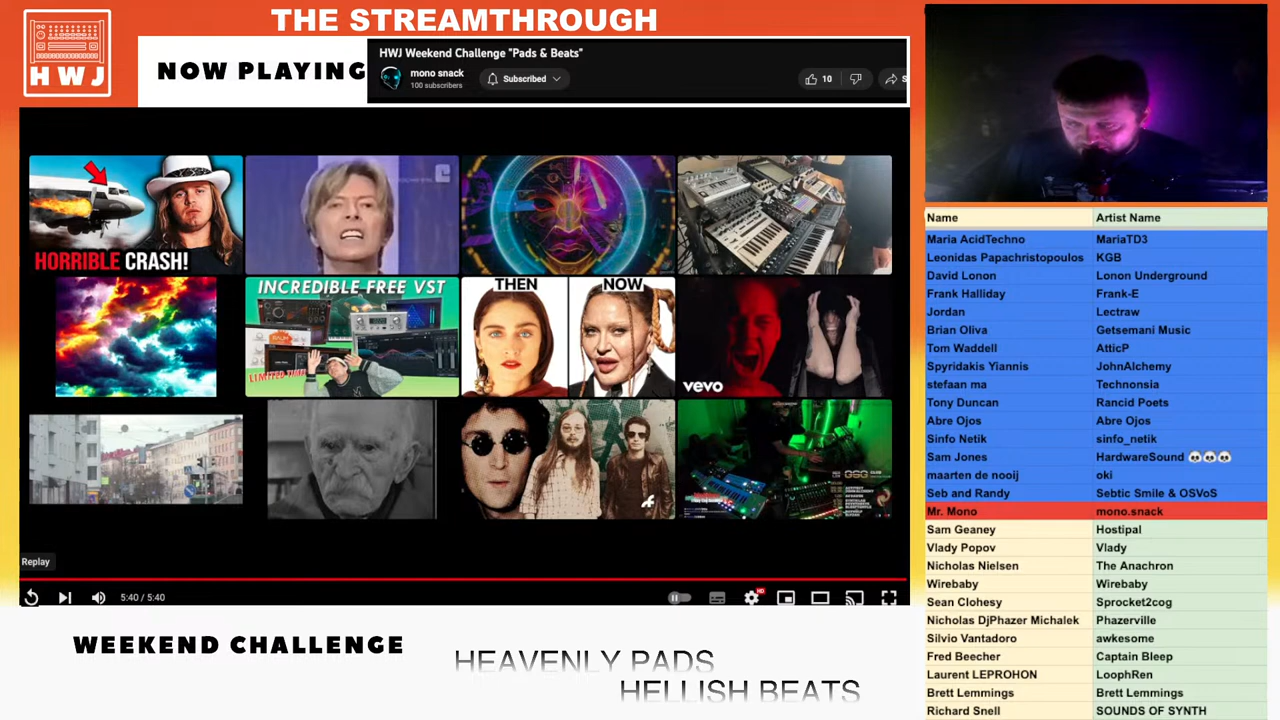 THE STREAMTHROUGH
HWJ
NOW PLAYING
HWJ Weekend Challenge "Pads & Beats"
mono snack
100 subscribers
Subscribed
10
S
HORRIBLE CRASH!
INCREDIBLE FREE VST
LIMITED TIME
THEN
NOW
vevo
Replay
5:40 / 5:40
HD
WEEKEND CHALLENGE
HEAVENLY PADS
HELLISH BEATS
Name Artist Name
Maria AcidTechno MariaTD3
Leonidas Papachristopoulos KGB
David Lonon Lonon Underground
Frank Halliday Frank-E
Jordan Lectraw
Brian Oliva Getsemani Music
Tom Waddell AtticP
Spyridakis Yiannis JohnAlchemy
stefaan ma Technonsia
Tony Duncan Rancid Poets
Abre Ojos Abre Ojos
Sinfo Netik sinfo_netik
Sam Jones HardwareSound 💀💀💀
maarten de nooij oki
Seb and Randy Sebtic Smile & OSVoS
Mr. Mono mono.snack
Sam Geaney Hostipal
Vlady Popov Vlady
Nicholas Nielsen The Anachron
Wirebaby Wirebaby
Sean Clohesy Sprocket2cog
Nicholas DjPhazer Michalek Phazerville
Silvio Vantadoro awkesome
Fred Beecher Captain Bleep
Laurent LEPROHON LoophRen
Brett Lemmings Brett Lemmings
Richard Snell SOUNDS OF SYNTH